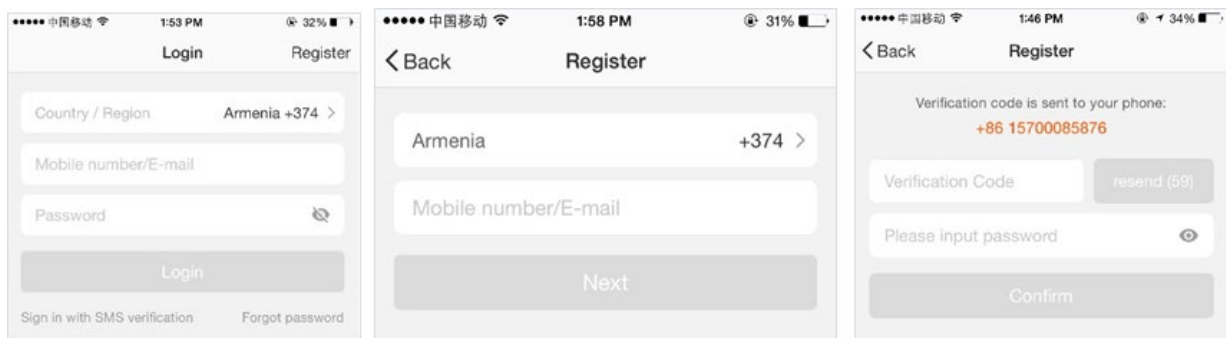 中国移动 1:53 PM 32%
Login Register
Country / Region Armenia +374 >
Mobile number/E-mail
Password
Login
Sign in with SMS verification Forgot password
中国移动 1:58 PM 31%
Back Register
Armenia +374 >
Mobile number/E-mail
Next
中国移动 1:46 PM 34%
Back Register
Verification code is sent to your phone:
+86 15700085876
Verification Code resend (59)
Please input password
Confirm